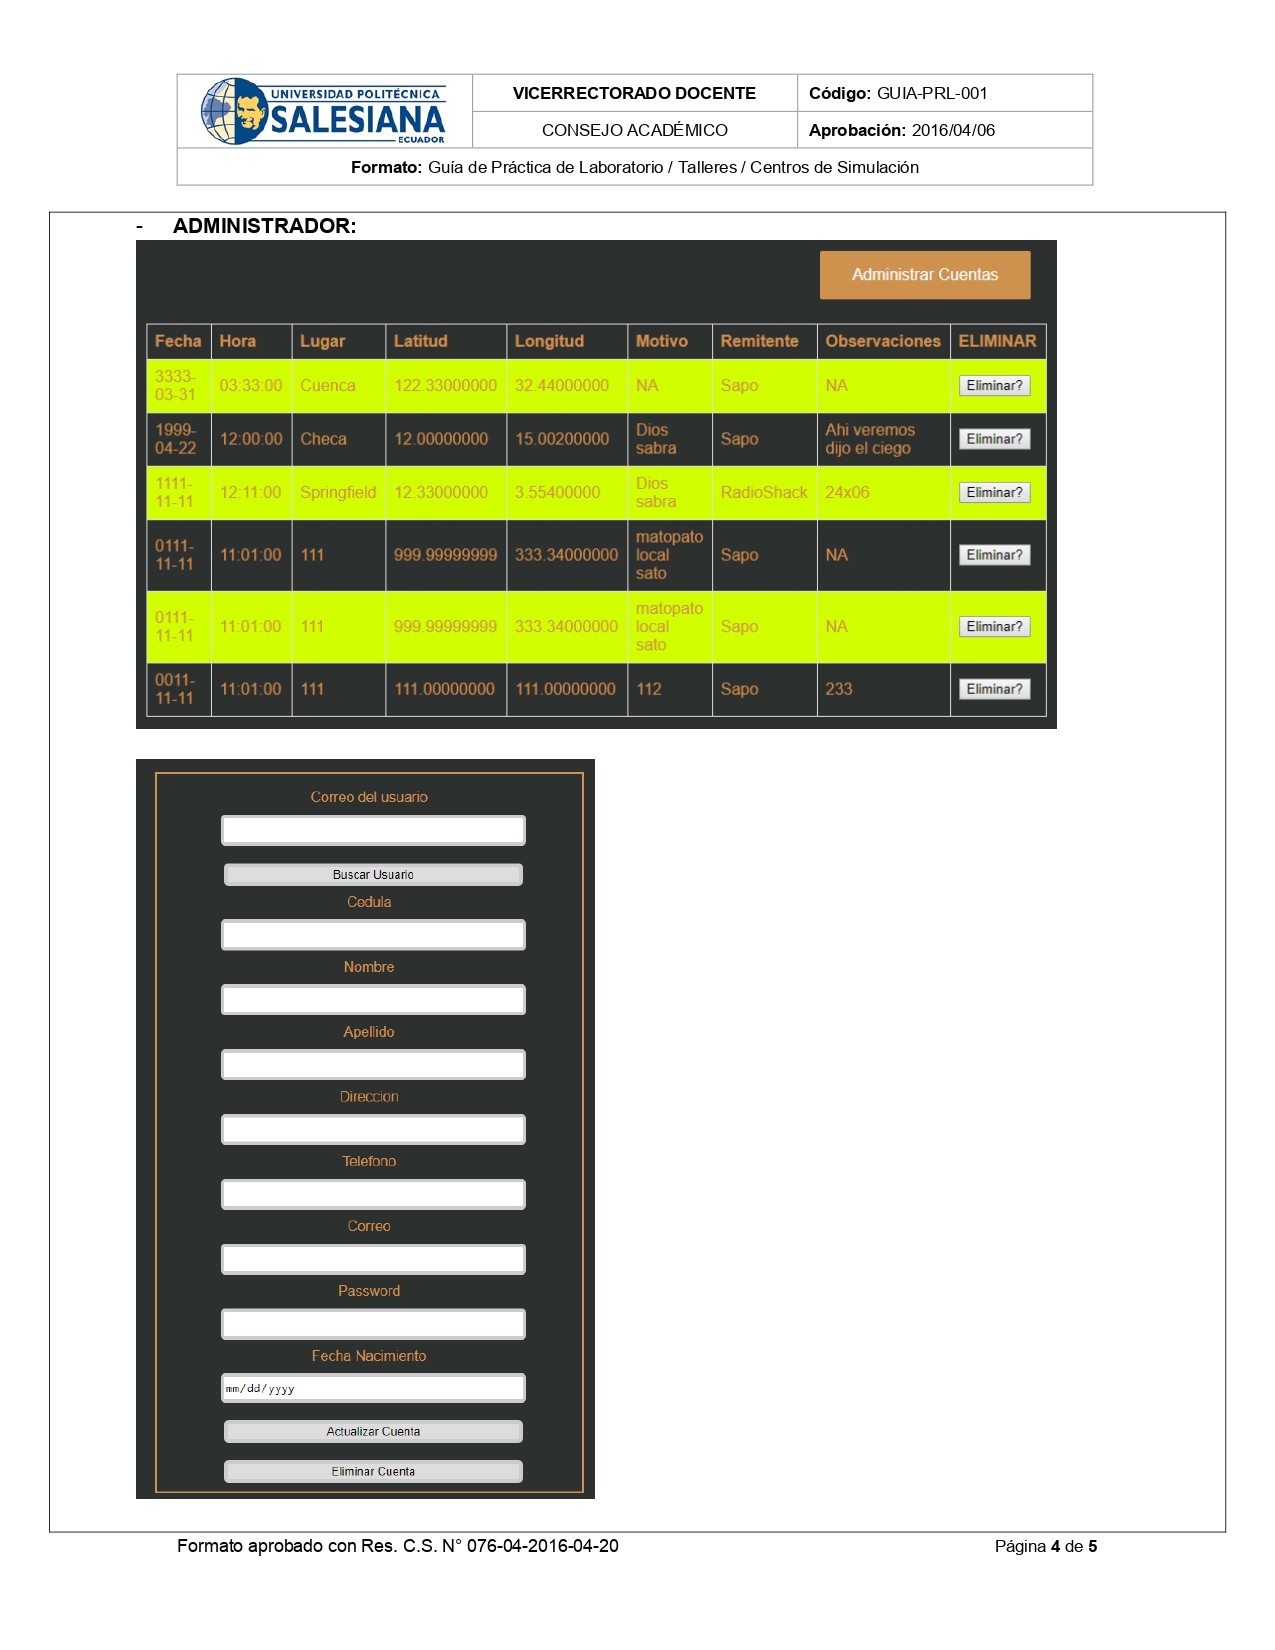 UNIVERSIDAD POLITÉCNICA
SALESIANA
ECUADOR
VICERRECTORADO DOCENTE
Código: GUIA-PRL-001
CONSEJO ACADÉMICO
Aprobación: 2016/04/06
Formato: Guía de Práctica de Laboratorio / Talleres / Centros de Simulación
- ADMINISTRADOR:
Administrar Cuentas
Fecha Hora Lugar Latitud Longitud Motivo Remitente Observaciones ELIMINAR
3333-03-31 03:33:00 Cuenca 122.33000000 32.44000000 NA Sapo NA Eliminar?
1999-04-22 12:00:00 Checa 12.00000000 15.00200000 Dios sabra Sapo Ahi veremos dijo el ciego Eliminar?
1111-11-11 12:11:00 Springfield 12.33000000 3.55400000 Dios sabra RadioShack 24x06 Eliminar?
0111-11-11 11:01:00 111 999.99999999 333.34000000 matopato local sato Sapo NA Eliminar?
0111-11-11 11:01:00 111 999.99999999 333.34000000 matopato local sato Sapo NA Eliminar?
0011-11-11 11:01:00 111 111.00000000 111.00000000 112 Sapo 233 Eliminar?
Correo del usuario
Buscar Usuario
Cedula
Nombre
Apellido
Direccion
Telefono
Correo
Password
Fecha Nacimiento
mm/dd/yyyy
Actualizar Cuenta
Eliminar Cuenta
Formato aprobado con Res. C.S. N° 076-04-2016-04-20
Página 4 de 5